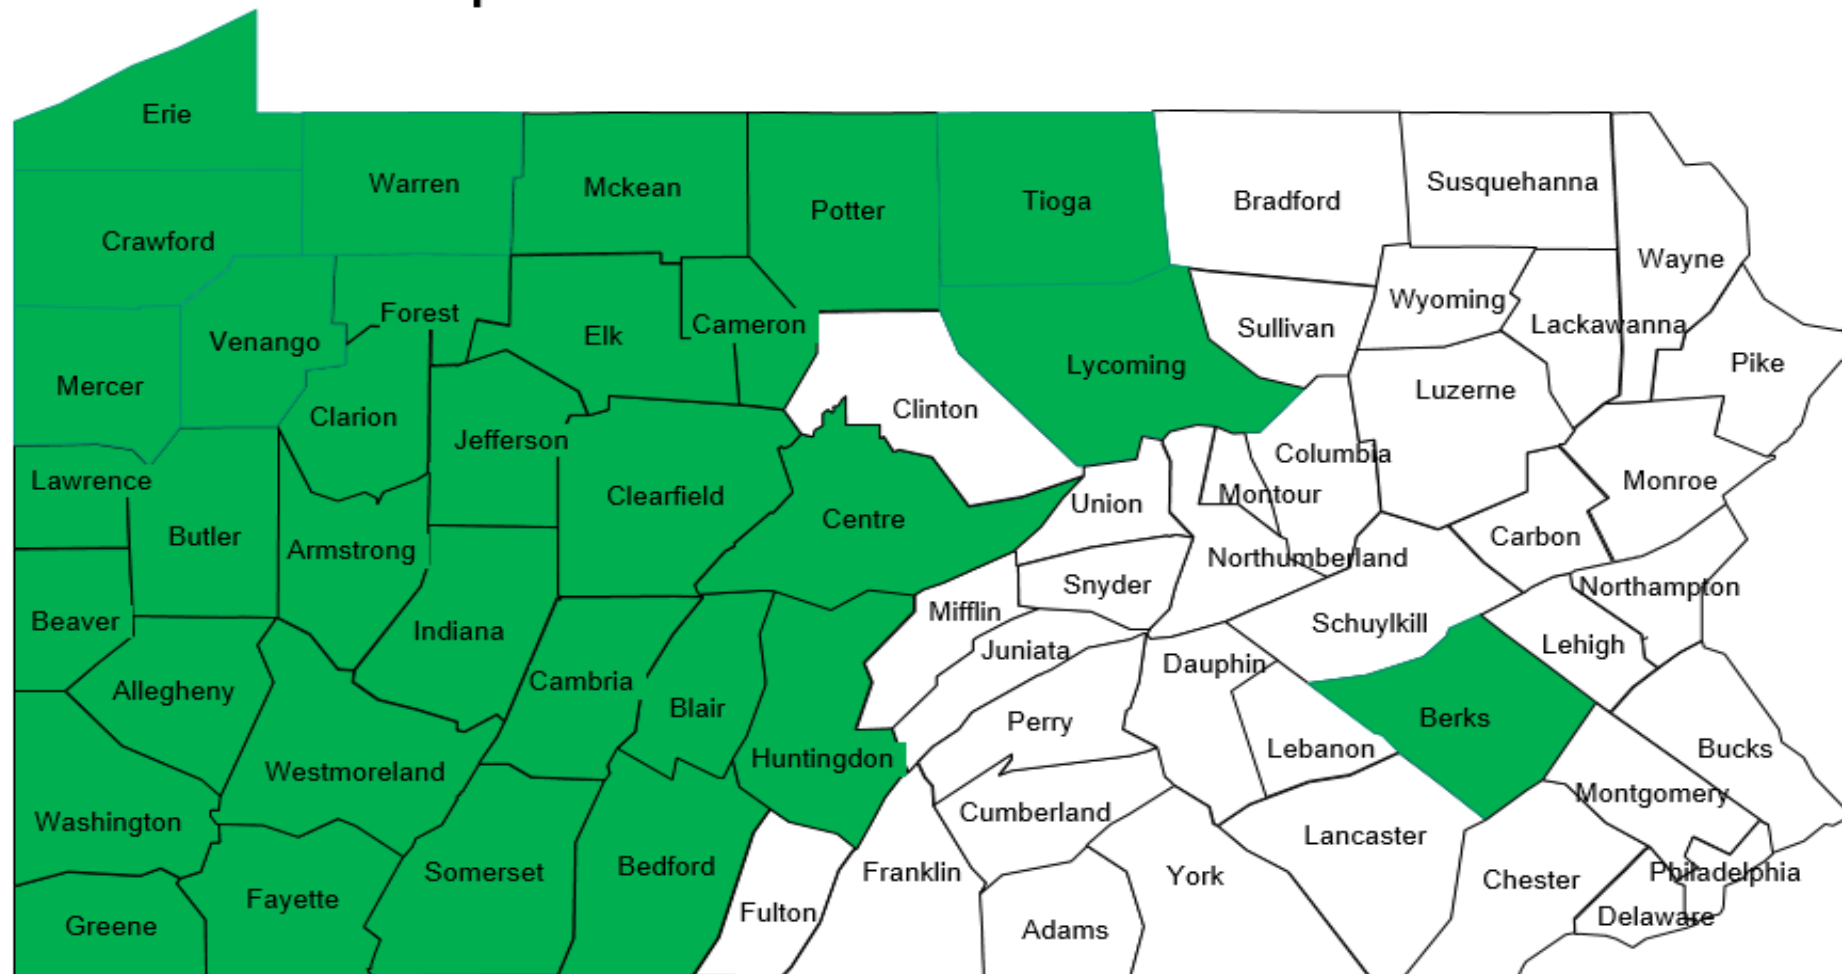 Erie
Warren
Mckean
Potter
Tioga
Bradford
Susquehanna
Wayne
Crawford
Venango
Forest
Elk
Cameron
Lycoming
Sullivan
Wyoming
Lackawanna
Pike
Mercer
Clarion
Jefferson
Clinton
Columbia
Luzerne
Monroe
Lawrence
Butler
Armstrong
Clearfield
Centre
Union
Montour
Northumberland
Carbon
Northampton
Beaver
Indiana
Snyder
Mifflin
Juniata
Schuylkill
Lehigh
Allegheny
Cambria
Blair
Huntingdon
Perry
Dauphin
Lebanon
Berks
Bucks
Washington
Westmoreland
Somerset
Bedford
Cumberland
Lancaster
Montgomery
Greene
Fayette
Fulton
Franklin
Adams
York
Chester
Philadelphia
Delaware